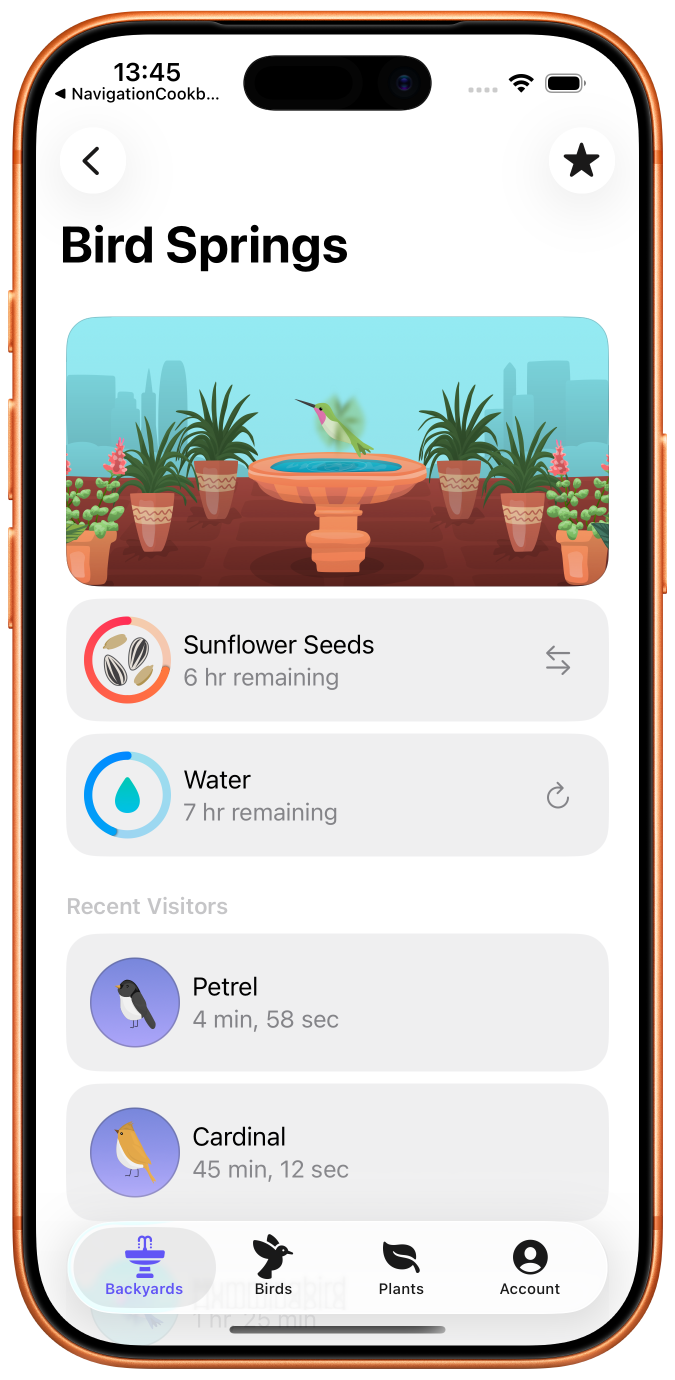 13:45
◀ NavigationCookb...
Bird Springs
Sunflower Seeds
6 hr remaining
Water
7 hr remaining
Recent Visitors
Petrel
4 min, 58 sec
Cardinal
45 min, 12 sec
Backyards
Birds
Plants
Account
1 hr, 25 min